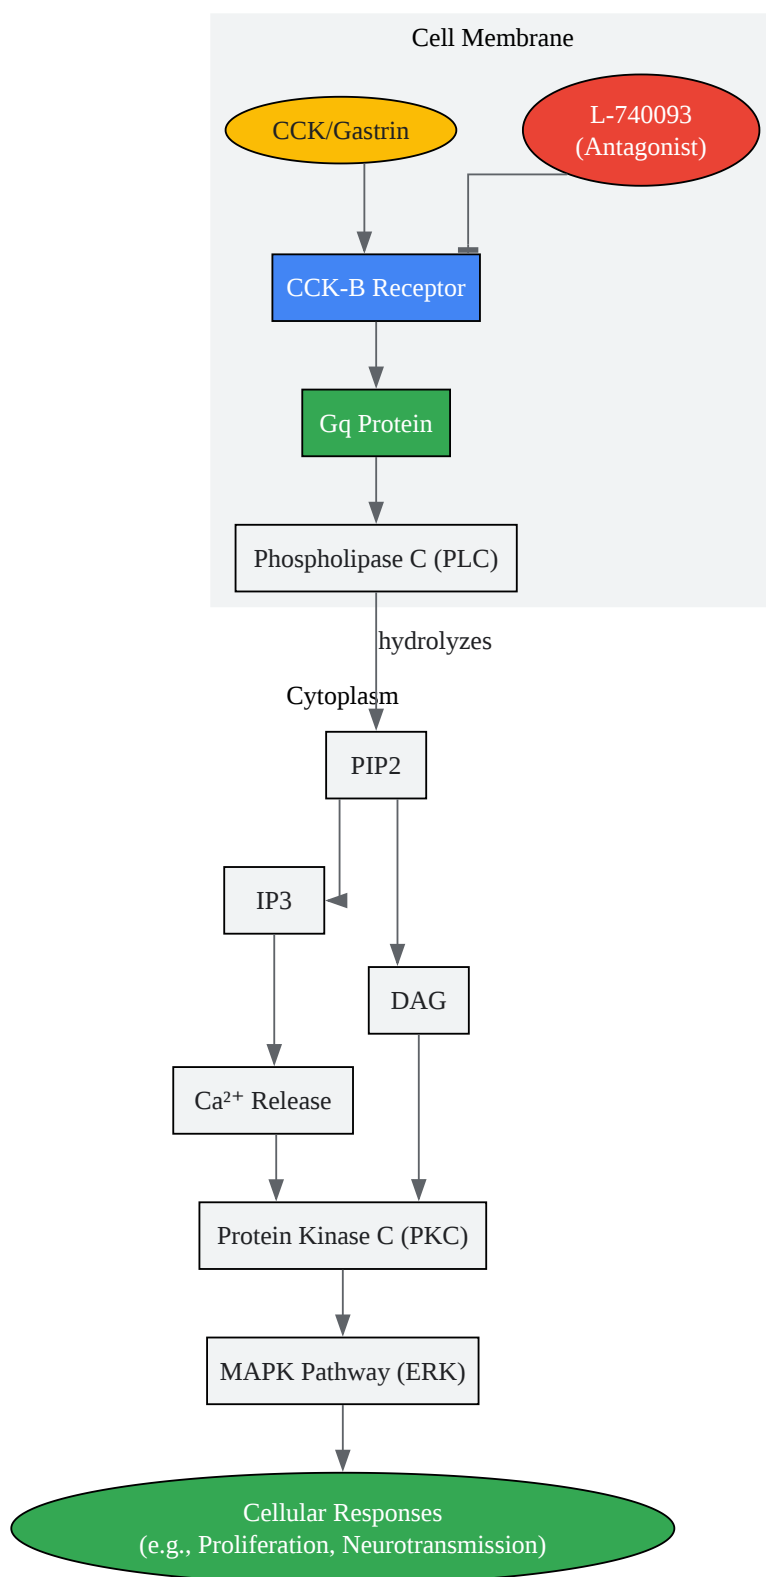 Cell Membrane
CCK/Gastrin
L-740093
(Antagonist)
CCK-B Receptor
Gq Protein
Phospholipase C (PLC)
hydrolyzes
Cytoplasm
PIP2
IP3
DAG
Ca²⁺ Release
Protein Kinase C (PKC)
MAPK Pathway (ERK)
Cellular Responses
(e.g., Proliferation, Neurotransmission)